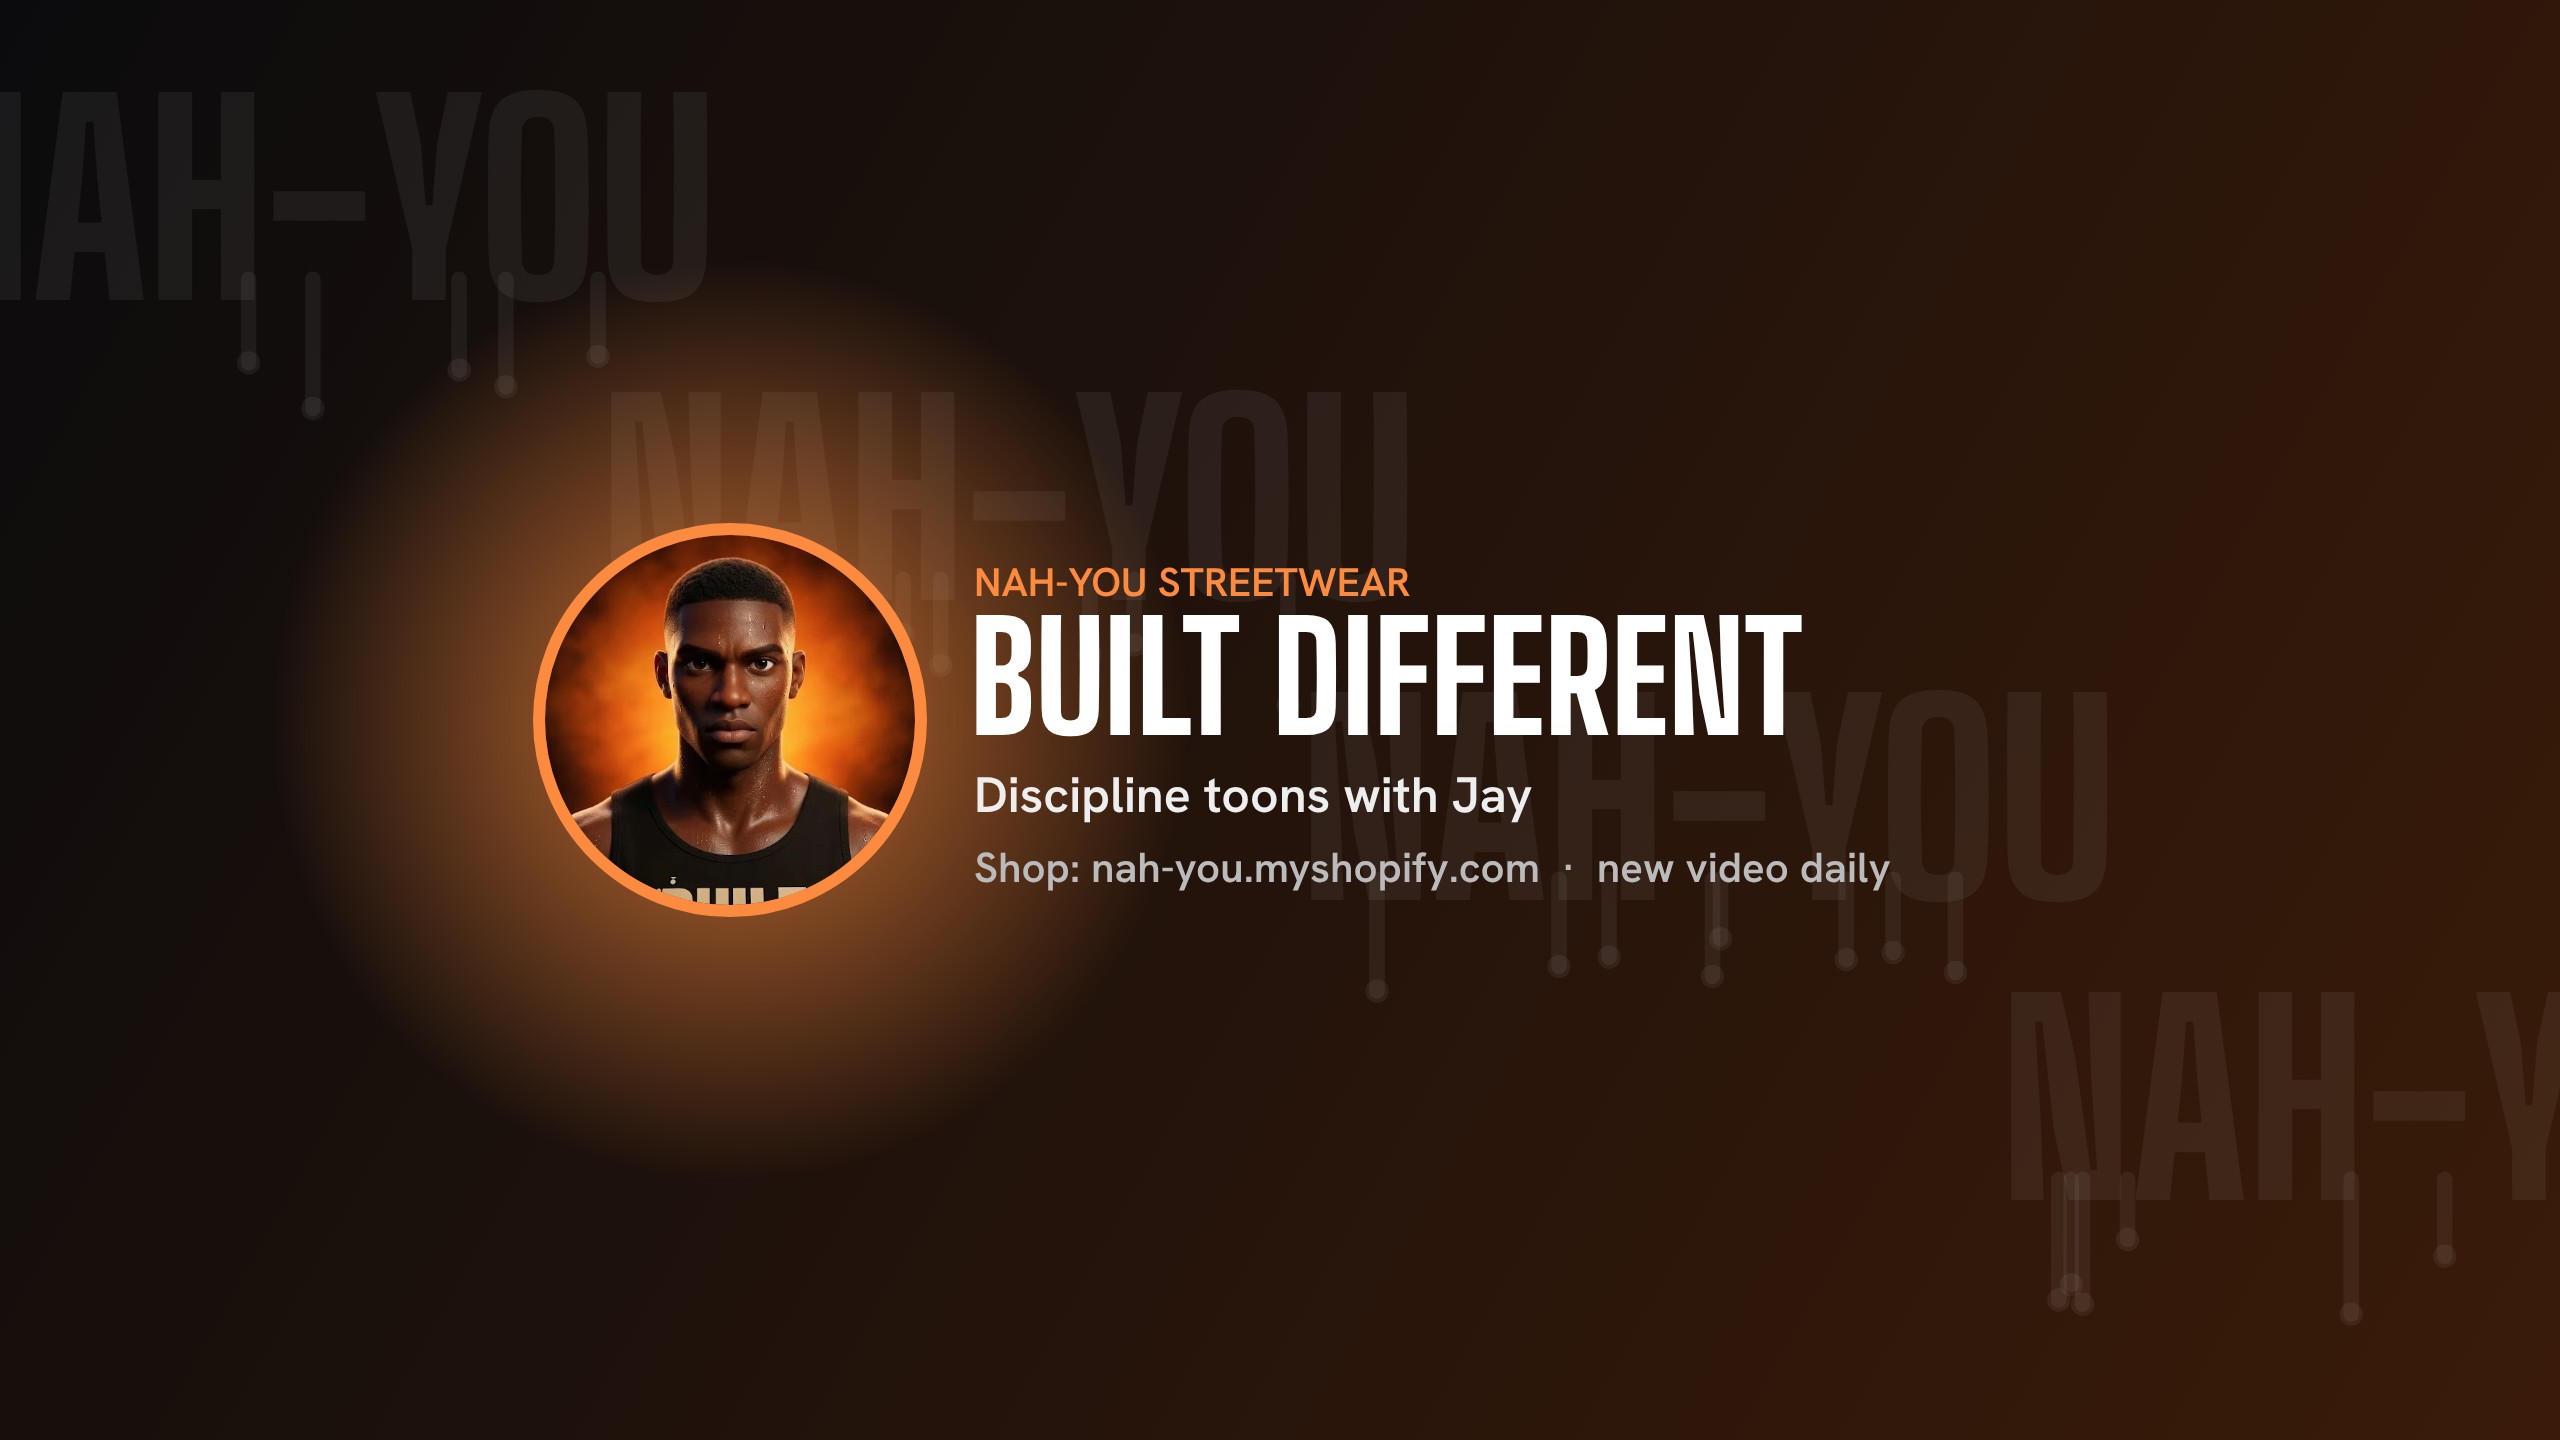 NAH-YOU
NAH-YOU
NAH-YOU STREETWEAR
BUILT DIFFERENT
Discipline toons with Jay
Shop: nah-you.myshopify.com · new video daily
NAH-YOU
NAH-Y
BUILT